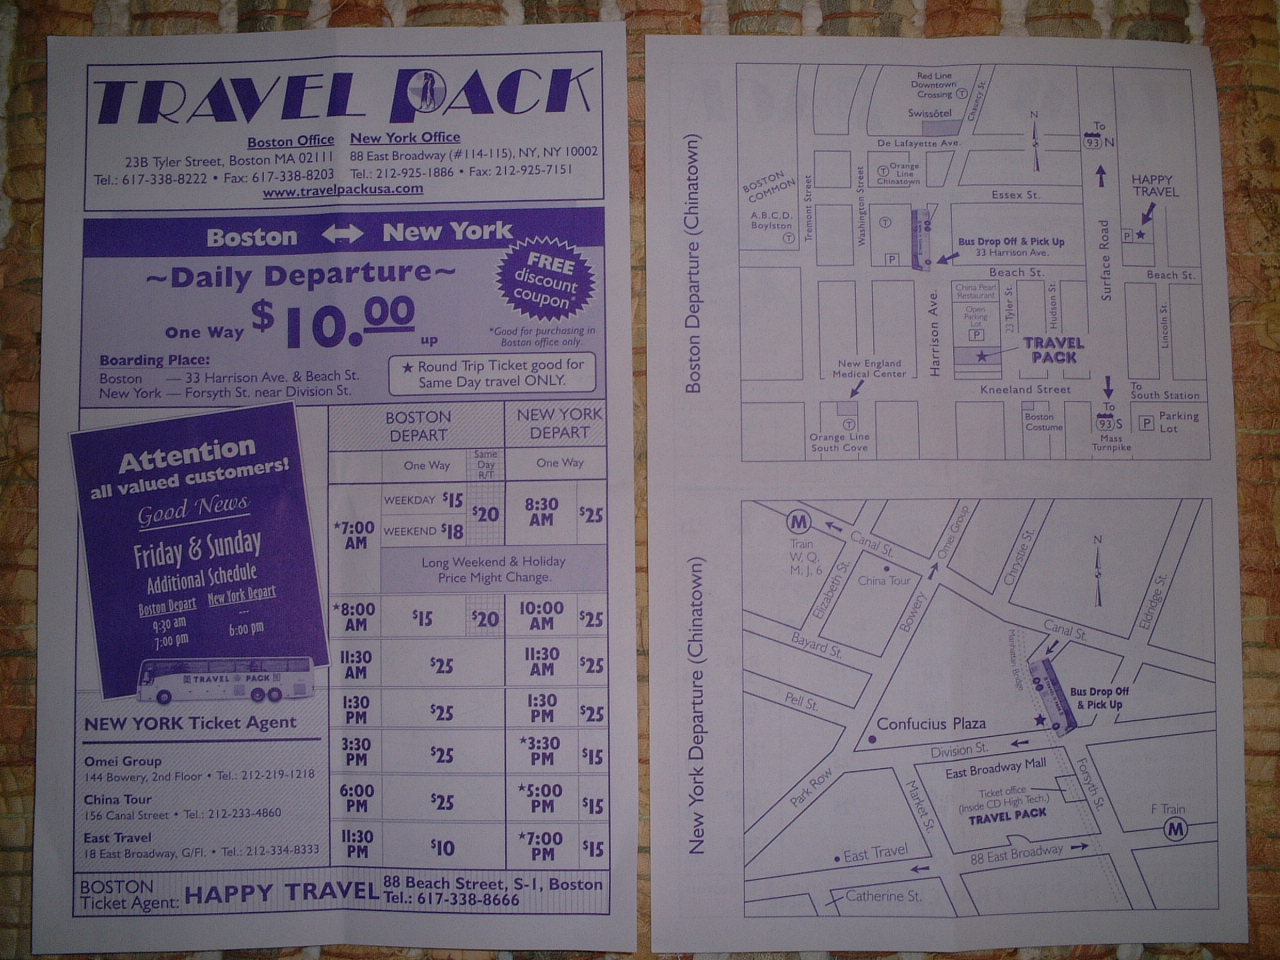 TRAVEL PACK
Boston Office
23B Tyler Street, Boston MA 02111
Tel.: 617-338-8222 • Fax: 617-338-8203
New York Office
88 East Broadway (#114-115), NY, NY 10002
Tel.: 212-925-1886 • Fax: 212-925-7151
www.travelpackusa.com
Boston ↔ New York
~Daily Departure~
One Way $10.00 up
FREE
discount
coupon*
*Good for purchasing in
Boston office only.
Boarding Place:
Boston — 33 Harrison Ave. & Beach St.
New York — Forsyth St. near Division St.
★ Round Trip Ticket good for
Same Day travel ONLY.
Attention
all valued customers!
Good News
Friday & Sunday
Additional Schedule
Boston Depart New York Depart
9:30 am ---
7:00 pm 6:00 pm
TRAVEL PACK
BOSTON DEPART
NEW YORK DEPART
One Way
Same Day R/T
One Way
*7:00 AM WEEKDAY $15 $20 8:30 AM $25
WEEKEND $18
Long Weekend & Holiday
Price Might Change.
*8:00 AM $15 $20 10:00 AM $25
11:30 AM $25 11:30 AM $25
1:30 PM $25 1:30 PM $25
3:30 PM $25 *3:30 PM $15
6:00 PM $25 *5:00 PM $15
11:30 PM $10 *7:00 PM $15
NEW YORK Ticket Agent
Omei Group
144 Bowery, 2nd Floor • Tel.: 212-219-1218
China Tour
156 Canal Street • Tel.: 212-233-4860
East Travel
18 East Broadway, G/Fl. • Tel.: 212-334-8333
BOSTON
Ticket Agent:
HAPPY TRAVEL
88 Beach Street, S-1, Boston
Tel.: 617-338-8666
Boston Departure (Chinatown)
Red Line
Downtown
Crossing T
Chauncy St.
Swissôtel
De Lafayette Ave.
N
To
93 N
BOSTON
COMMON
Tremont Street
Washington Street
T Orange
Line
Chinatown
Essex St.
HAPPY
TRAVEL
A.B.C.D.
Boylston
T
T
P
Bus Drop Off & Pick Up
33 Harrison Ave.
P
Surface Road
Beach St.
Beach St.
Harrison Ave.
China Pearl
Restaurant
Open
Parking
Lot
P
23 Tyler St.
Hudson St.
Lincoln St.
TRAVEL
PACK
New England
Medical Center
Kneeland Street
To
South Station
T
Orange Line
South Cove
Boston
Costume
To
93 S
Mass
Turnpike
P Parking
Lot
New York Departure (Chinatown)
M
Train
W, Q,
M, J, 6
Canal St.
Omei Group
China Tour
Elizabeth St.
Bowery
Chrystie St.
N
Eldridge St.
Canal St.
Bayard St.
Manhattan Bridge
Pell St.
Bus Drop Off
& Pick Up
Confucius Plaza
Division St.
East Broadway Mall
Park Row
Market St.
Ticket office
(Inside CD High Tech.)
TRAVEL PACK
Forsyth St.
F Train
M
East Travel
88 East Broadway
Catherine St.